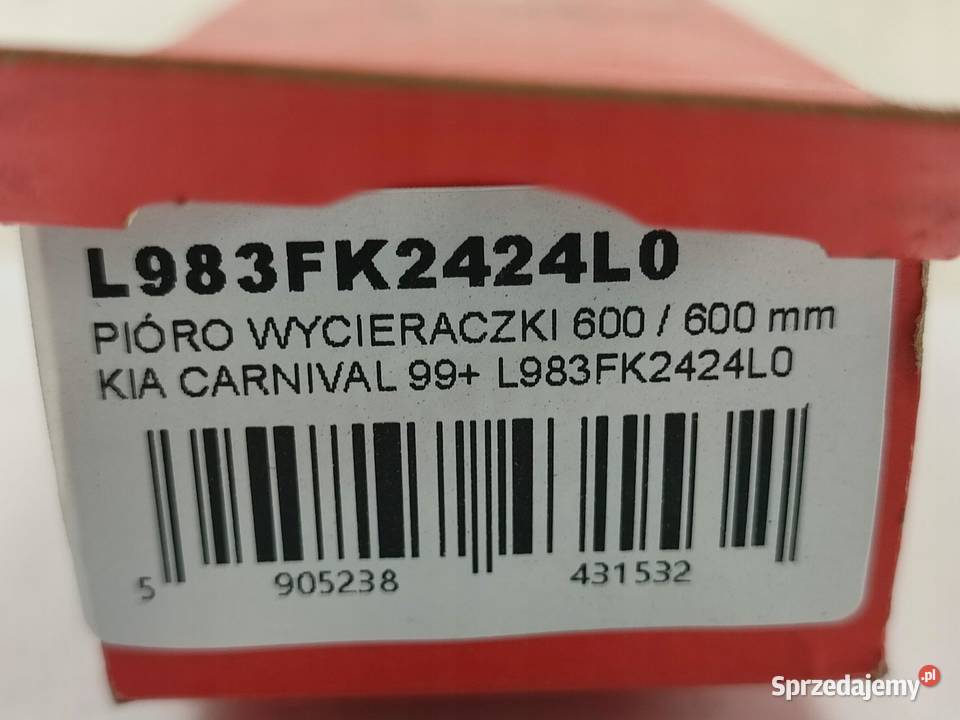 L983FK2424L0
PIÓRO WYCIERACZKI 600 / 600 mm
KIA CARNIVAL 99+ L983FK2424L0
5 905238 431532
Sprzedajemy.pl